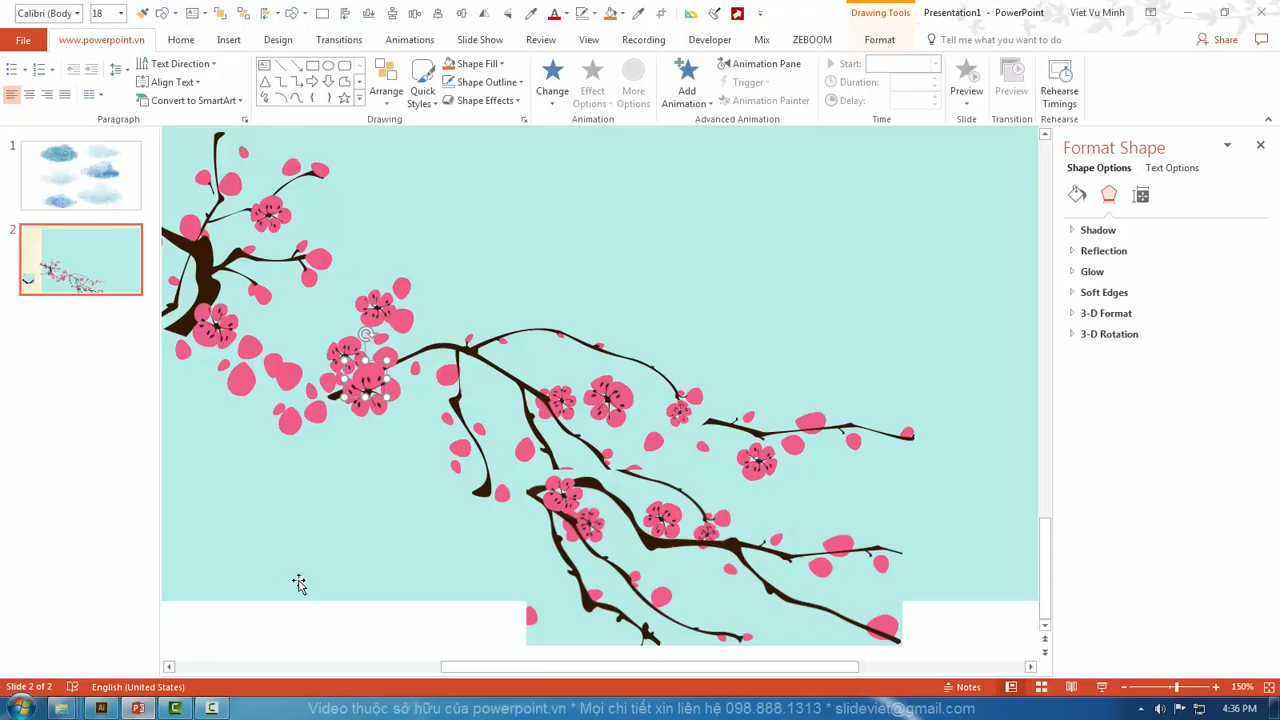 Calibri (Body)
18
Drawing Tools
Presentation1 - PowerPoint
Viet Vu Minh
File
www.powerpoint.vn
Home
Insert
Design
Transitions
Animations
Slide Show
Review
View
Recording
Developer
Mix
ZEBOOM
Format
Tell me what you want to do
Share
Text Direction
Align Text
Convert to SmartArt
Arrange
Quick Styles
Shape Fill
Shape Outline
Shape Effects
Change
Effect Options
More Options
Add Animation
Animation Pane
Trigger
Animation Painter
Start:
Duration:
Delay:
Preview
Preview
Rehearse Timings
Paragraph
Drawing
Animation
Advanced Animation
Time
Slide
Transition
Rehearse
1
2
Format Shape
Shape Options
Text Options
Shadow
Reflection
Glow
Soft Edges
3-D Format
3-D Rotation
Slide 2 of 2
English (United States)
Notes
150%
Video thuộc sở hữu của powerpoint.vn * Mọi chi tiết xin liên hệ 098.888.1313 * slideviet@gmail.com
4:36 PM